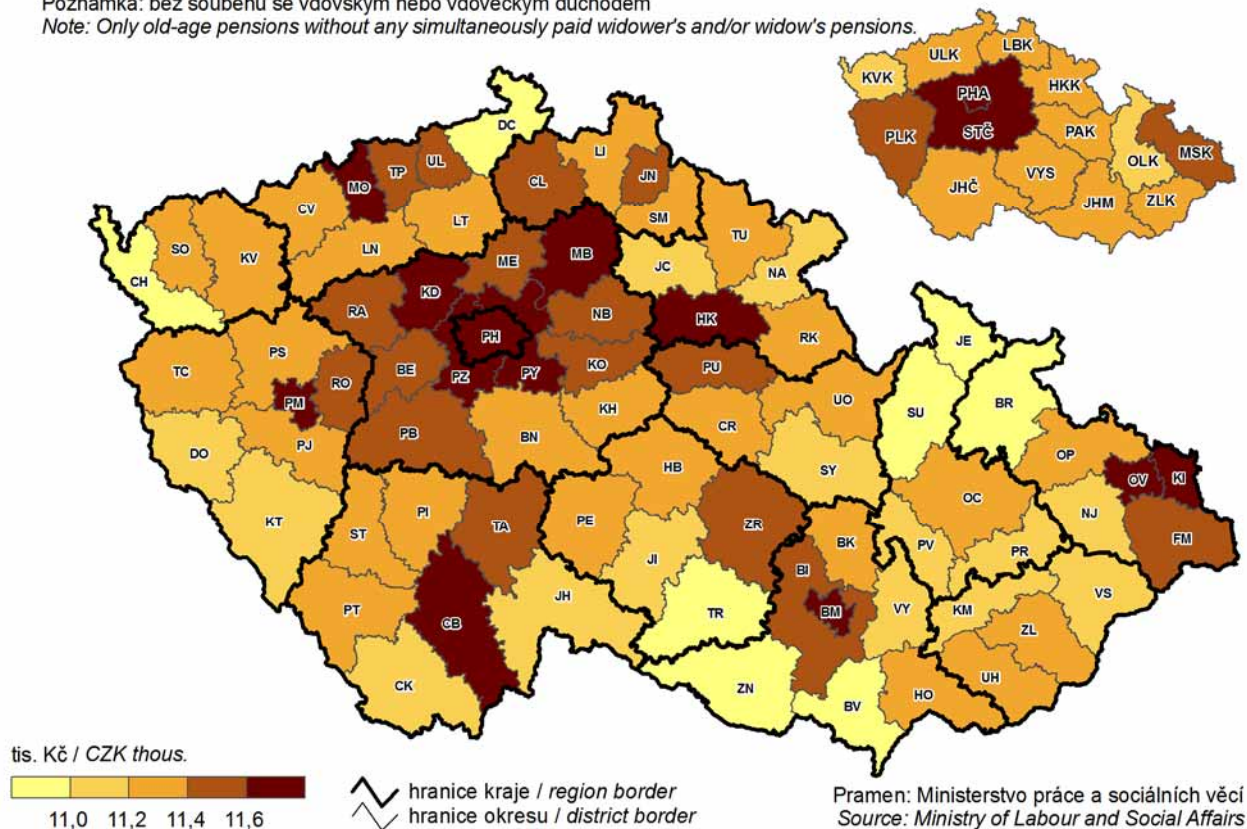 Poznámka: bez souběhu se vdovským nebo vdoveckým důchodem
Note: Only old-age pensions without any simultaneously paid widower's and/or widow's pensions.
ULK
LBK
KVK
HKK
PHA
STČ
PLK
PAK
MSK
OLK
VYS
JHČ
JHM
ZLK
DC
UL
TP
MO
LI
JN
CL
CV
LT
SM
LN
SO
KV
CH
TU
MB
ME
JC
NA
KD
RA
NB
HK
PH
RK
PS
TC
RO
BE
PZ
PY
KO
PU
PM
JE
BR
SU
UO
KH
CR
PB
BN
PJ
DO
SY
HB
OP
OV
KI
OC
NJ
FM
KT
ST
PI
TA
PE
ZR
BK
PV
PR
JI
BI
BM
VY
KM
VS
ZL
PT
CB
JH
TR
UH
HO
CK
ZN
BV
tis. Kč / CZK thous.
11,0 11,2 11,4 11,6
hranice kraje / region border
hranice okresu / district border
Pramen: Ministerstvo práce a sociálních věcí
Source: Ministry of Labour and Social Affairs